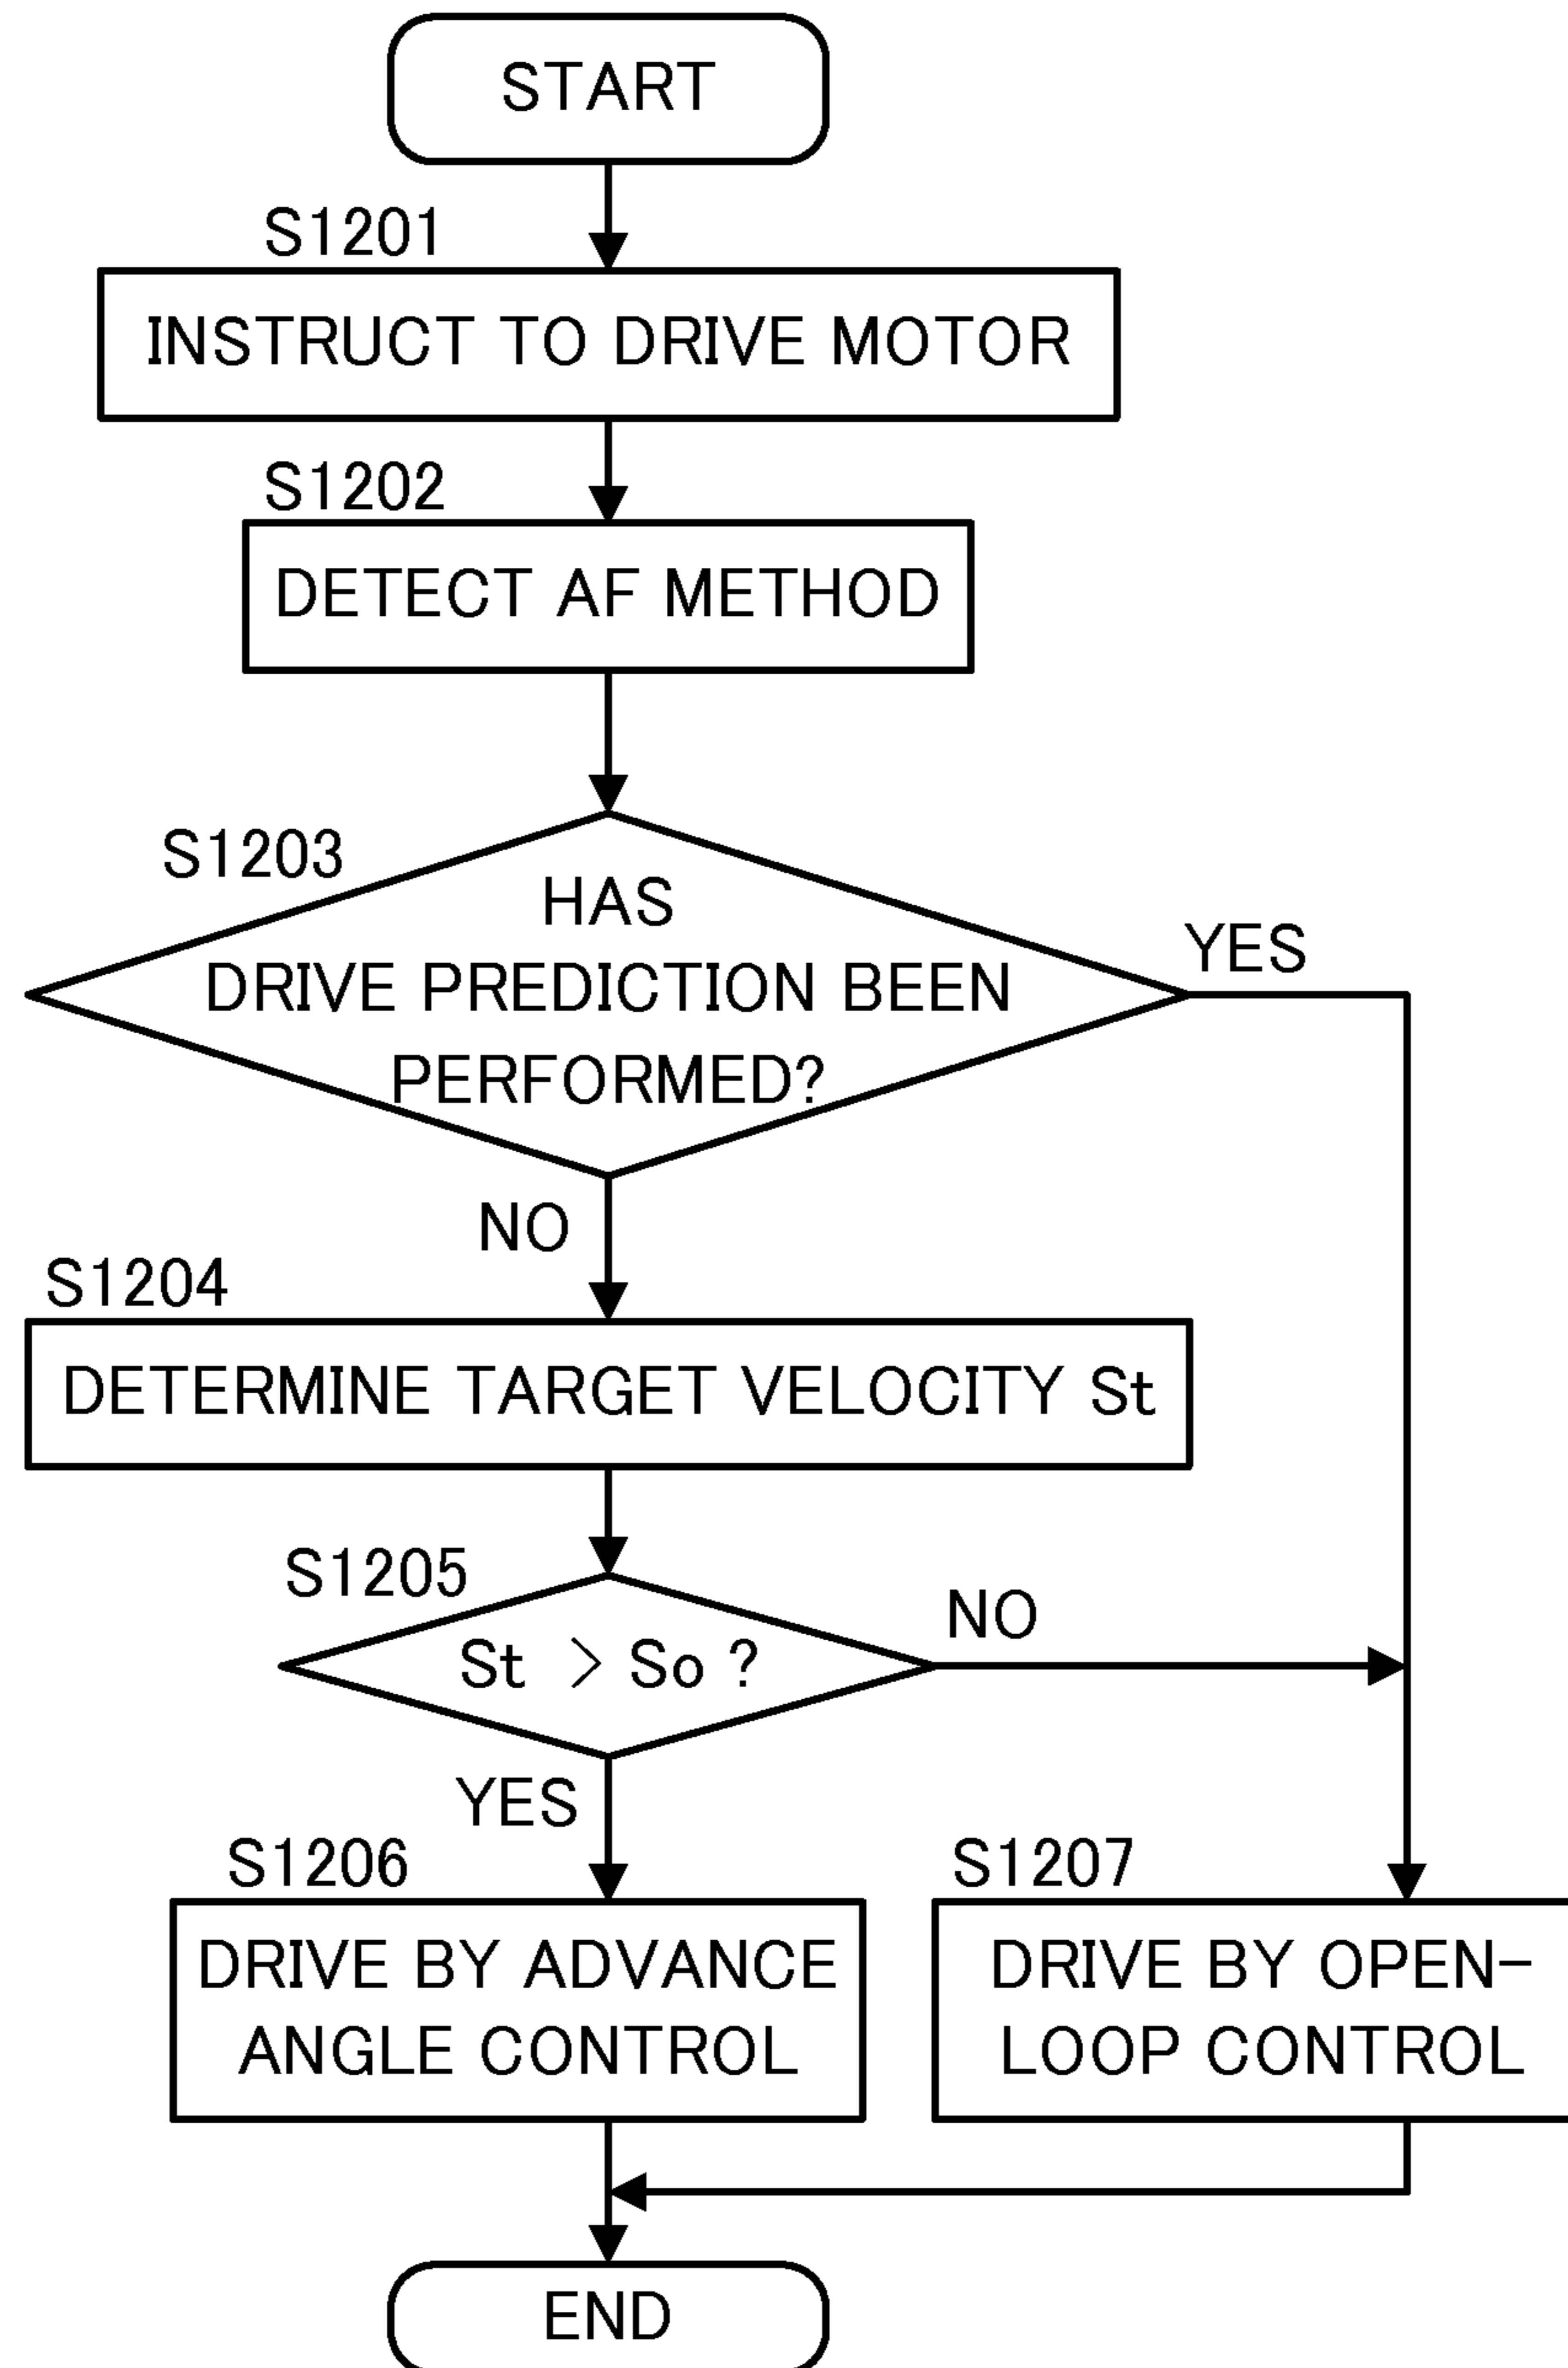 START
S1201
INSTRUCT TO DRIVE MOTOR
S1202
DETECT AF METHOD
S1203
HAS
DRIVE PREDICTION BEEN
PERFORMED?
YES
NO
S1204
DETERMINE TARGET VELOCITY St
S1205
St > So ?
NO
YES
S1206
DRIVE BY ADVANCE
ANGLE CONTROL
S1207
DRIVE BY OPEN-
LOOP CONTROL
END